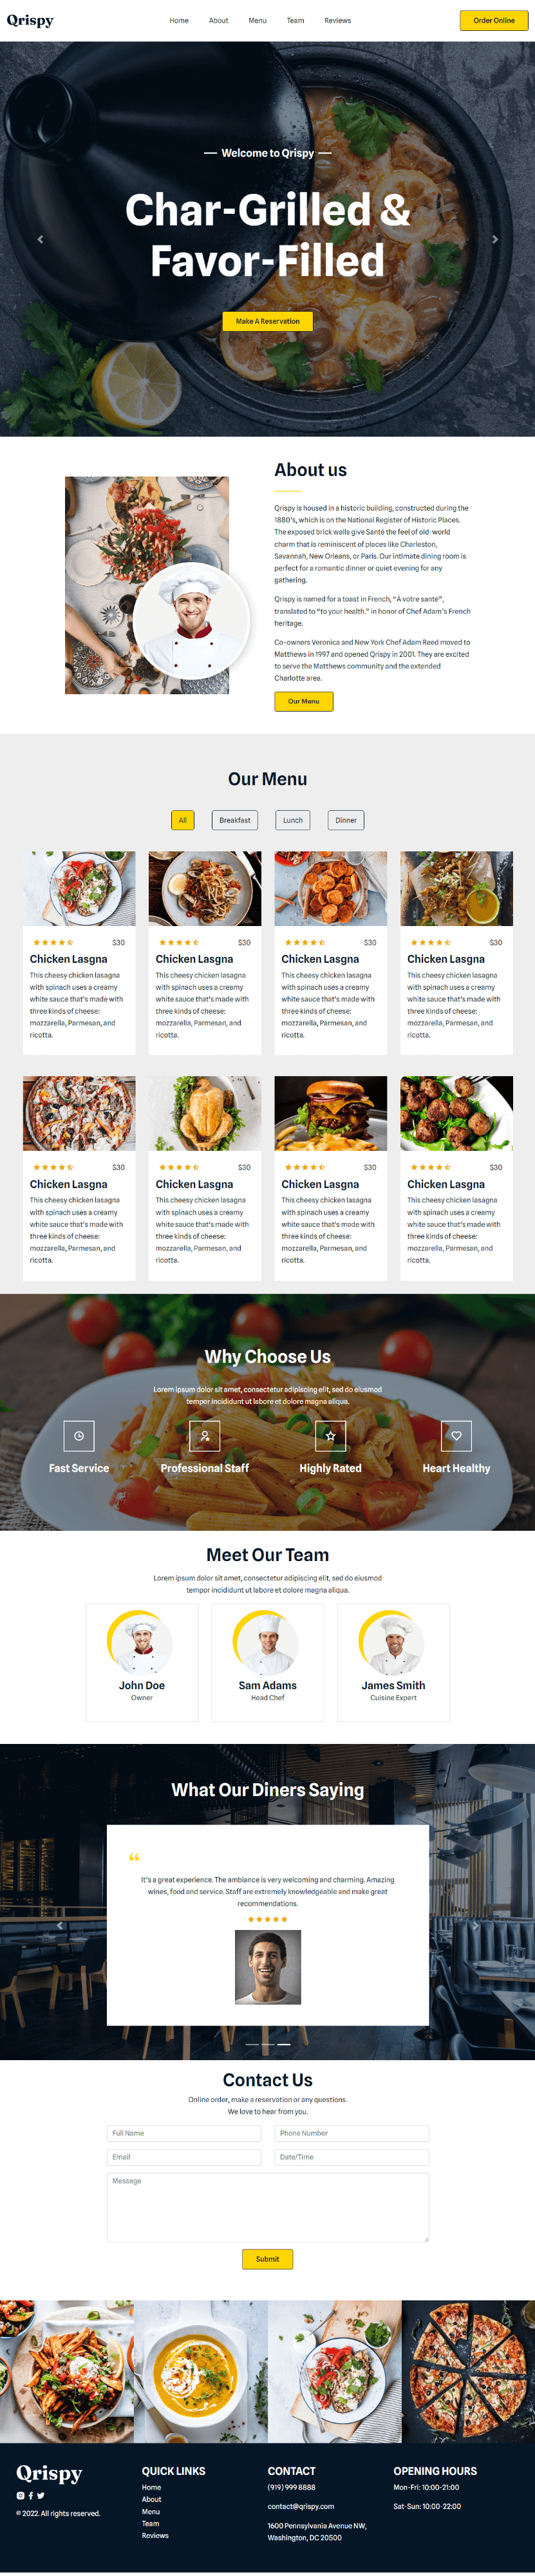 Qrispy
Home
About
Menu
Team
Reviews
Order Online
Welcome to Qrispy
Char-Grilled &
Favor-Filled
Make A Reservation
About us
Qrispy is housed in a historic building, constructed during the
1880's, which is on the National Register of Historic Places.
The exposed brick walls give Santé the feel of old-world
charm that is reminiscent of places like Charleston,
Savannah, New Orleans, or Paris. Our intimate dining room is
perfect for a romantic dinner or quiet evening for any
gathering.
Qrispy is named for a toast in French, "À votre santé",
translated to "to your health." in honor of Chef Adam's French
heritage.
Co-owners Veronica and New York Chef Adam Reed moved to
Matthews in 1997 and opened Qrispy in 2001. They are excited
to serve the Matthews community and the extended
Charlotte area.
Our Menu
Our Menu
All
Breakfast
Lunch
Dinner
$30
Chicken Lasgna
This cheesy chicken lasagna
with spinach uses a creamy
white sauce that's made with
three kinds of cheese:
mozzarella, Parmesan, and
ricotta.
$30
Chicken Lasgna
This cheesy chicken lasagna
with spinach uses a creamy
white sauce that's made with
three kinds of cheese:
mozzarella, Parmesan, and
ricotta.
$30
Chicken Lasgna
This cheesy chicken lasagna
with spinach uses a creamy
white sauce that's made with
three kinds of cheese:
mozzarella, Parmesan, and
ricotta.
$30
Chicken Lasgna
This cheesy chicken lasagna
with spinach uses a creamy
white sauce that's made with
three kinds of cheese:
mozzarella, Parmesan, and
ricotta.
$30
Chicken Lasgna
This cheesy chicken lasagna
with spinach uses a creamy
white sauce that's made with
three kinds of cheese:
mozzarella, Parmesan, and
ricotta.
$30
Chicken Lasgna
This cheesy chicken lasagna
with spinach uses a creamy
white sauce that's made with
three kinds of cheese:
mozzarella, Parmesan, and
ricotta.
$30
Chicken Lasgna
This cheesy chicken lasagna
with spinach uses a creamy
white sauce that's made with
three kinds of cheese:
mozzarella, Parmesan, and
ricotta.
$30
Chicken Lasgna
This cheesy chicken lasagna
with spinach uses a creamy
white sauce that's made with
three kinds of cheese:
mozzarella, Parmesan, and
ricotta.
Why Choose Us
Lorem ipsum dolor sit amet, consectetur adipiscing elit, sed do eiusmod
tempor incididunt ut labore et dolore magna aliqua.
Fast Service
Professional Staff
Highly Rated
Heart Healthy
Meet Our Team
Lorem ipsum dolor sit amet, consectetur adipiscing elit, sed do eiusmod
tempor incididunt ut labore et dolore magna aliqua.
John Doe
Owner
Sam Adams
Head Chef
James Smith
Cuisine Expert
What Our Diners Saying
“
It's a great experience. The ambiance is very welcoming and charming. Amazing
wines, food and service. Staff are extremely knowledgeable and make great
recommendations.
Contact Us
Online order, make a reservation or any questions.
We love to hear from you.
Full Name
Phone Number
Email
Date/Time
Message
Submit
Qrispy
© 2022. All rights reserved.
QUICK LINKS
Home
About
Menu
Team
Reviews
CONTACT
(919) 999 8888
contact@qrispy.com
1600 Pennsylvania Avenue NW,
Washington, DC 20500
OPENING HOURS
Mon-Fri: 10:00-21:00
Sat-Sun: 10:00-22:00